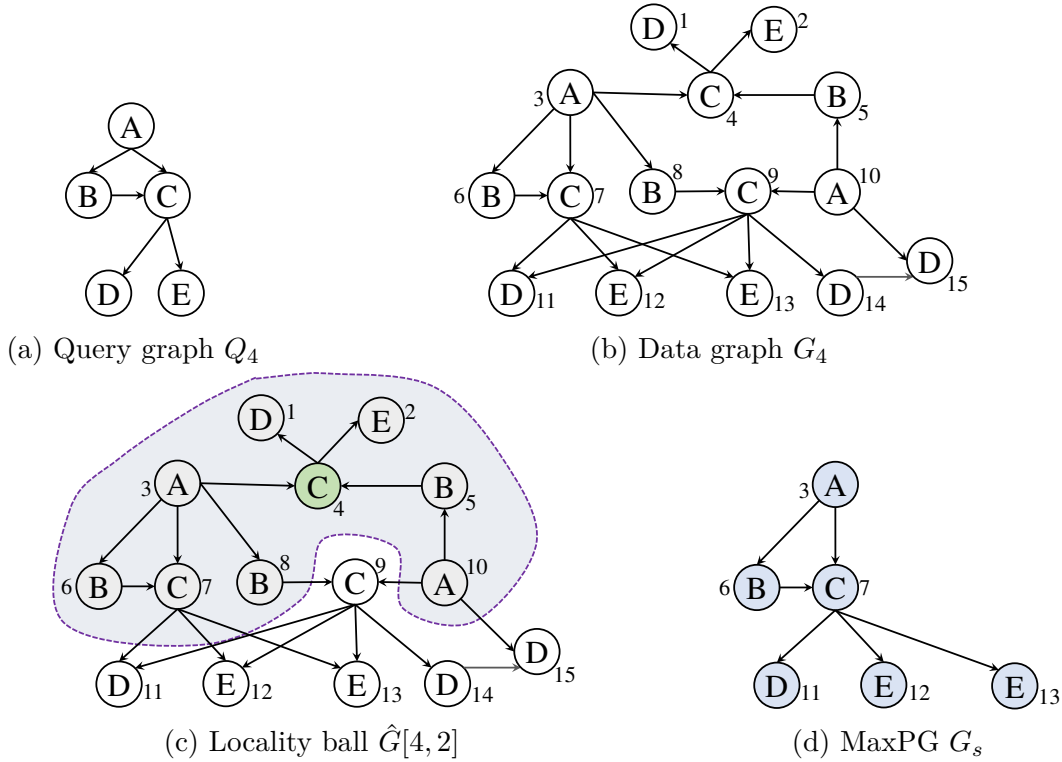 D 1 E 2
3 A C 4 B 5
A
B C
6 B C 7 B 8 C 9 A 10
D E
D 11 E 12 E 13 D 14 D 15
(a) Query graph Q₄
(b) Data graph G₄
D 1 E 2
3 A C 4 B 5
6 B C 7 B 8 C 9 A 10
D 11 E 12 E 13 D 14 D 15
(c) Locality ball Ĝ[4, 2]
3 A
6 B C 7
D 11 E 12 E 13
(d) MaxPG Gₛ